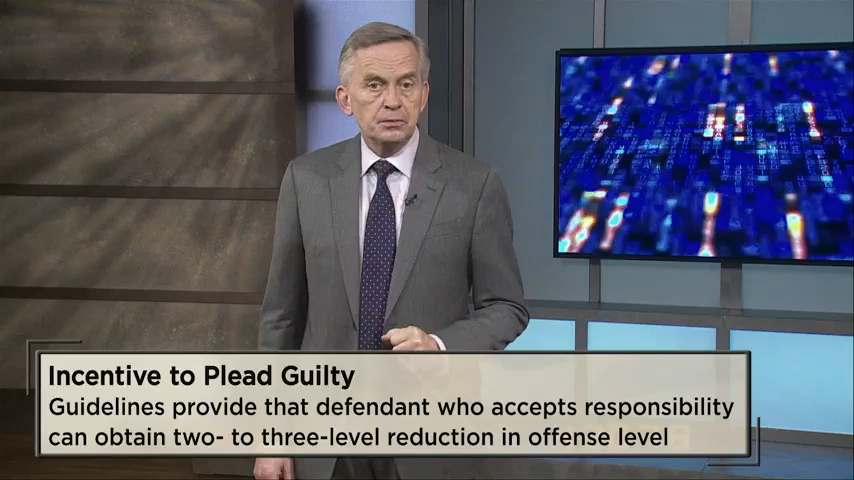 Incentive to Plead Guilty
Guidelines provide that defendant who accepts responsibility
can obtain two- to three-level reduction in offense level